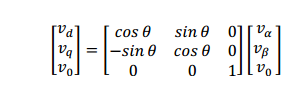 [v_d]   [cos θ   sin θ   0] [v_α]
[v_q] = [−sin θ   cos θ   0] [v_β]
[v_0]   [0   0   1] [v_0]